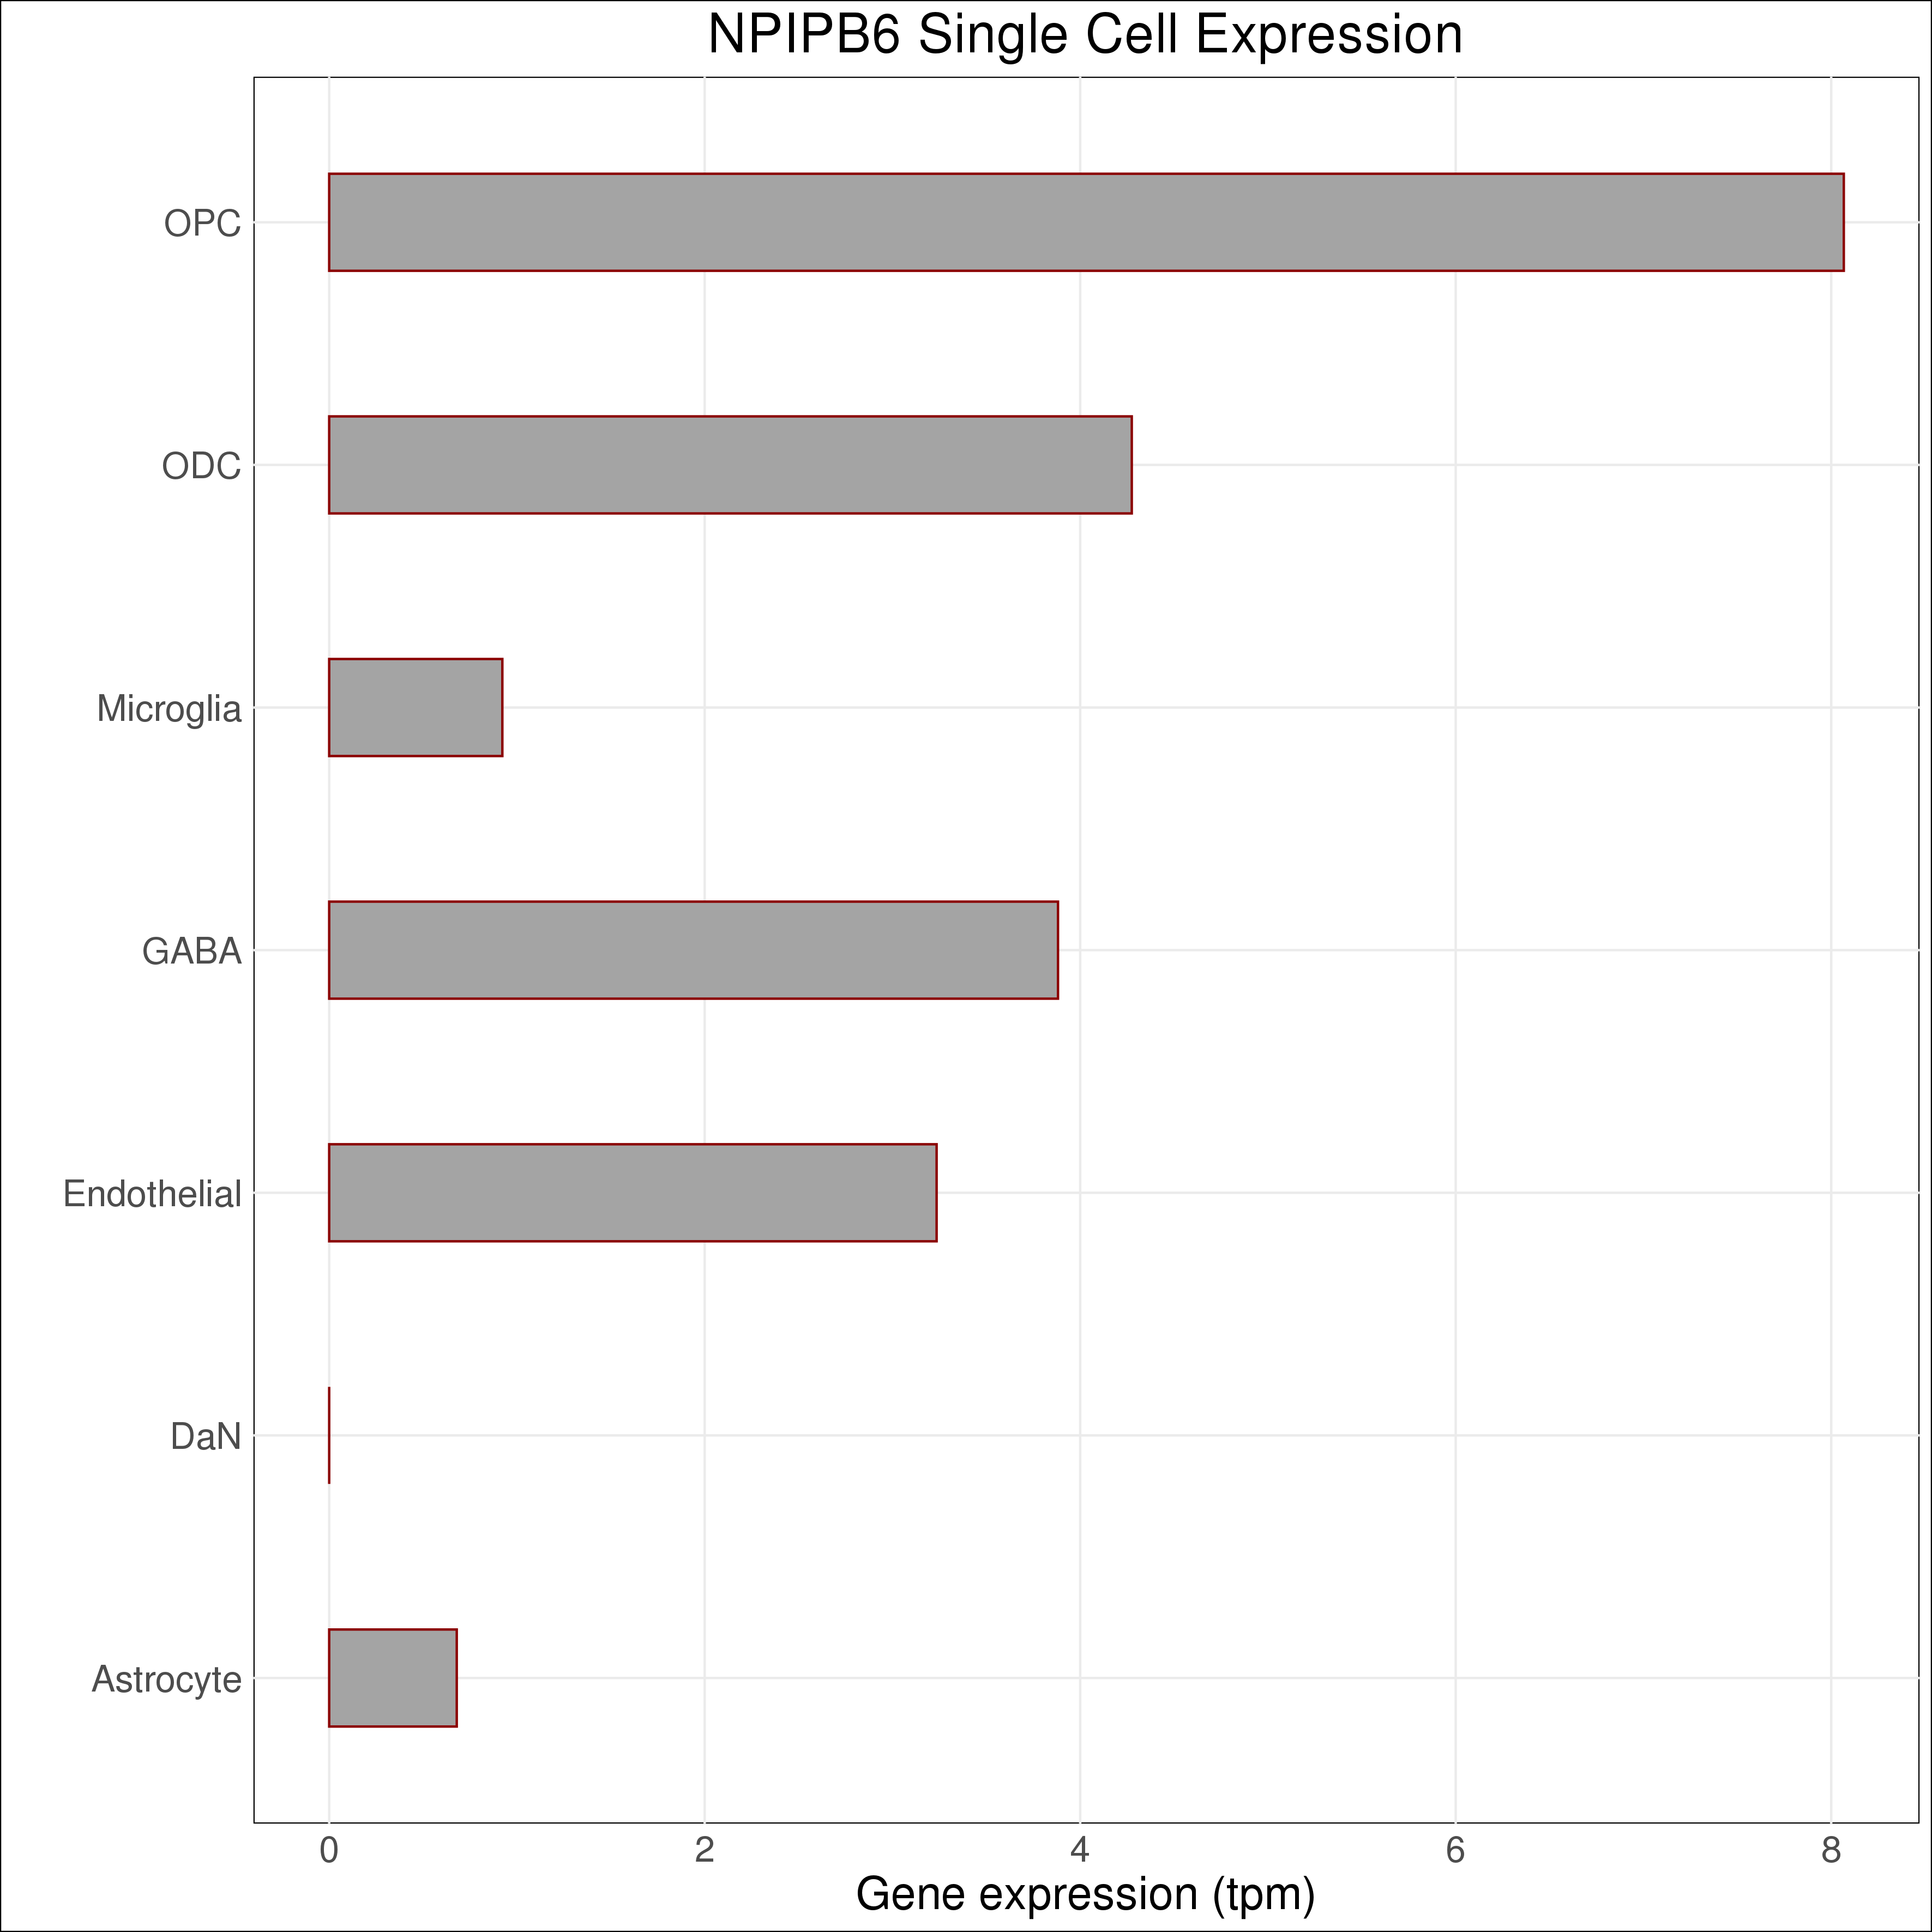 NPIPB6 Single Cell Expression
OPC
ODC
Microglia
GABA
Endothelial
DaN
Astrocyte
0 2 4 6 8
Gene expression (tpm)